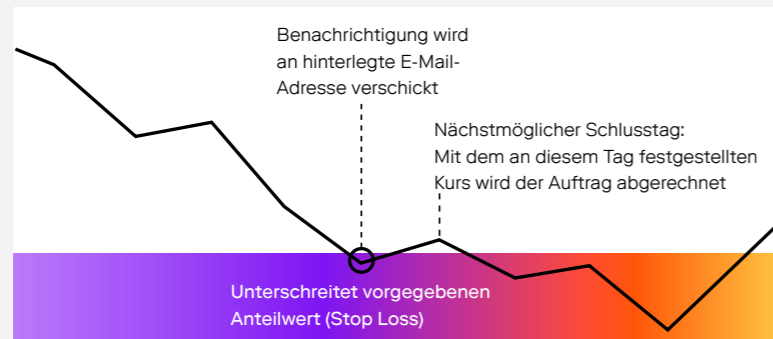 Benachrichtigung wird
an hinterlegte E-Mail-
Adresse verschickt
Nächstmöglicher Schlusstag:
Mit dem an diesem Tag festgestellten
Kurs wird der Auftrag abgerechnet
Unterschreitet vorgegebenen
Anteilwert (Stop Loss)